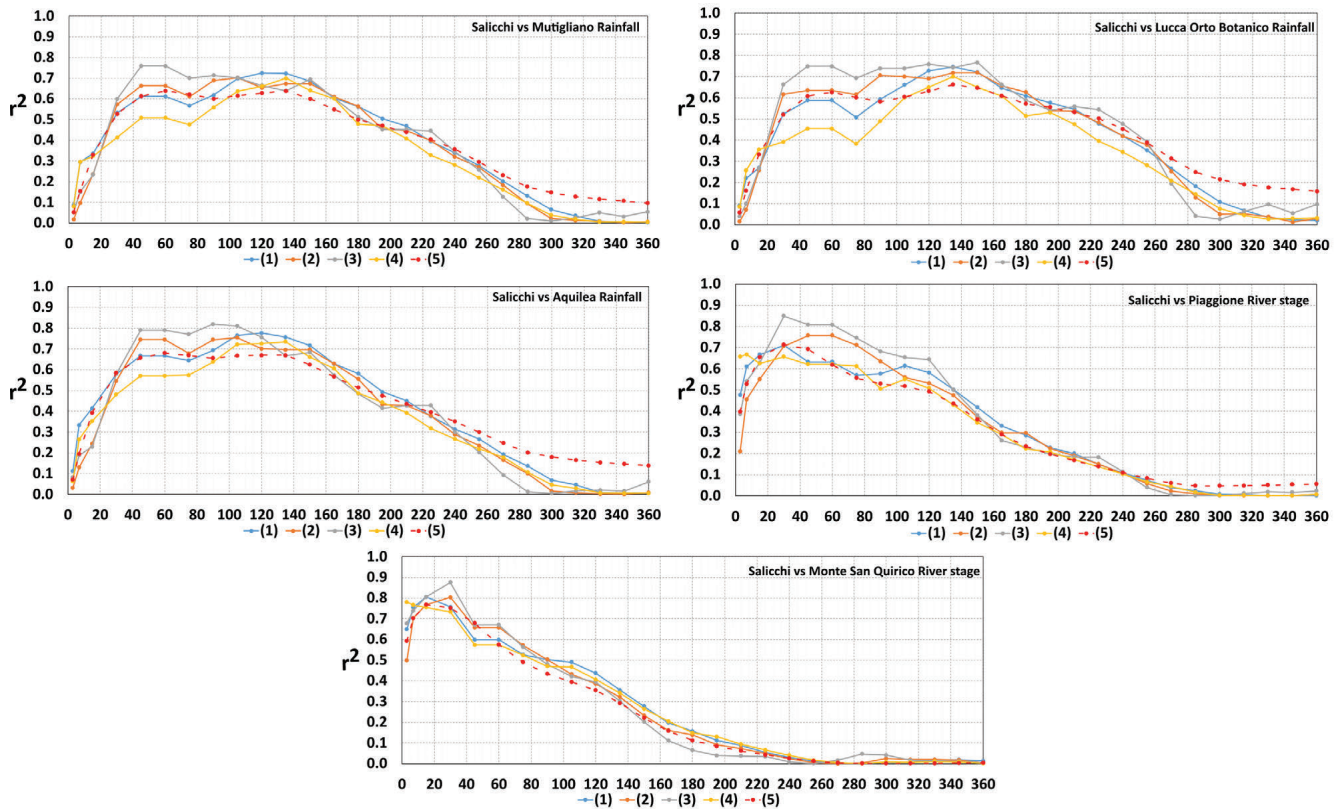 Salicchi vs Mutigliano Rainfall
r²
1.0
0.9
0.8
0.7
0.6
0.5
0.4
0.3
0.2
0.1
0.0
0 20 40 60 80 100 120 140 160 180 200 220 240 260 280 300 320 340 360
(1) (2) (3) (4) (5)
Salicchi vs Lucca Orto Botanico Rainfall
r²
1.0
0.9
0.8
0.7
0.6
0.5
0.4
0.3
0.2
0.1
0.0
0 20 40 60 80 100 120 140 160 180 200 220 240 260 280 300 320 340 360
(1) (2) (3) (4) (5)
Salicchi vs Aquilea Rainfall
r²
1.0
0.9
0.8
0.7
0.6
0.5
0.4
0.3
0.2
0.1
0.0
0 20 40 60 80 100 120 140 160 180 200 220 240 260 280 300 320 340 360
(1) (2) (3) (4) (5)
Salicchi vs Piaggione River stage
r²
1.0
0.9
0.8
0.7
0.6
0.5
0.4
0.3
0.2
0.1
0.0
0 20 40 60 80 100 120 140 160 180 200 220 240 260 280 300 320 340 360
(1) (2) (3) (4) (5)
Salicchi vs Monte San Quirico River stage
r²
1.0
0.9
0.8
0.7
0.6
0.5
0.4
0.3
0.2
0.1
0.0
0 20 40 60 80 100 120 140 160 180 200 220 240 260 280 300 320 340 360
(1) (2) (3) (4) (5)